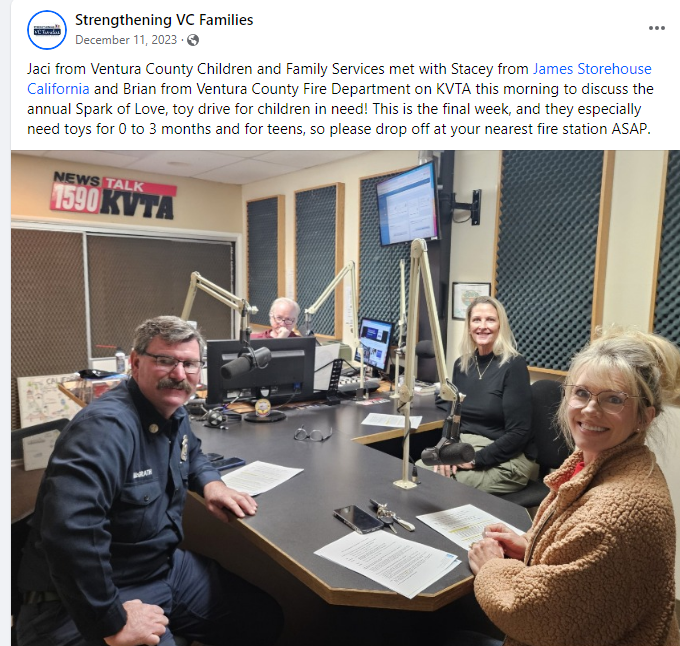 Strengthening VC Families
December 11, 2023
Jaci from Ventura County Children and Family Services met with Stacey from James Storehouse
California and Brian from Ventura County Fire Department on KVTA this morning to discuss the
annual Spark of Love, toy drive for children in need! This is the final week, and they especially
need toys for 0 to 3 months and for teens, so please drop off at your nearest fire station ASAP.
NEWS TALK
1590 KVTA